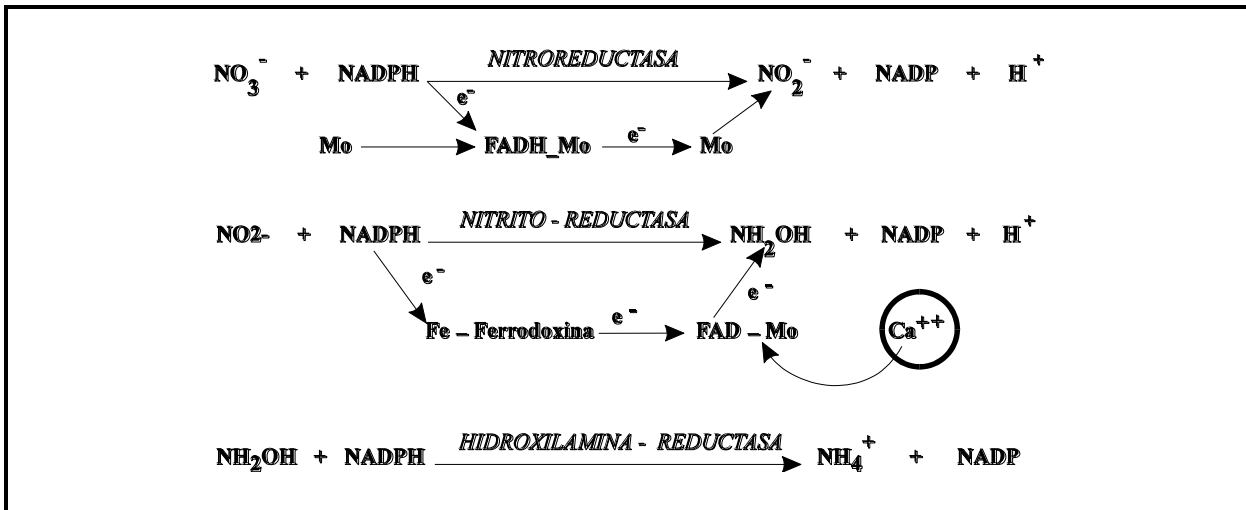 NITROREDUCTASA
NO₃⁻ + NADPH NO₂⁻ + NADP + H⁺
e⁻
Mo FADH_Mo e⁻ Mo
NITRITO - REDUCTASA
NO2- + NADPH NH₂OH + NADP + H⁺
e⁻ e⁻
Fe – Ferrodoxina e⁻ FAD – Mo Ca⁺⁺
HIDROXILAMINA - REDUCTASA
NH₂OH + NADPH NH₄⁺ + NADP